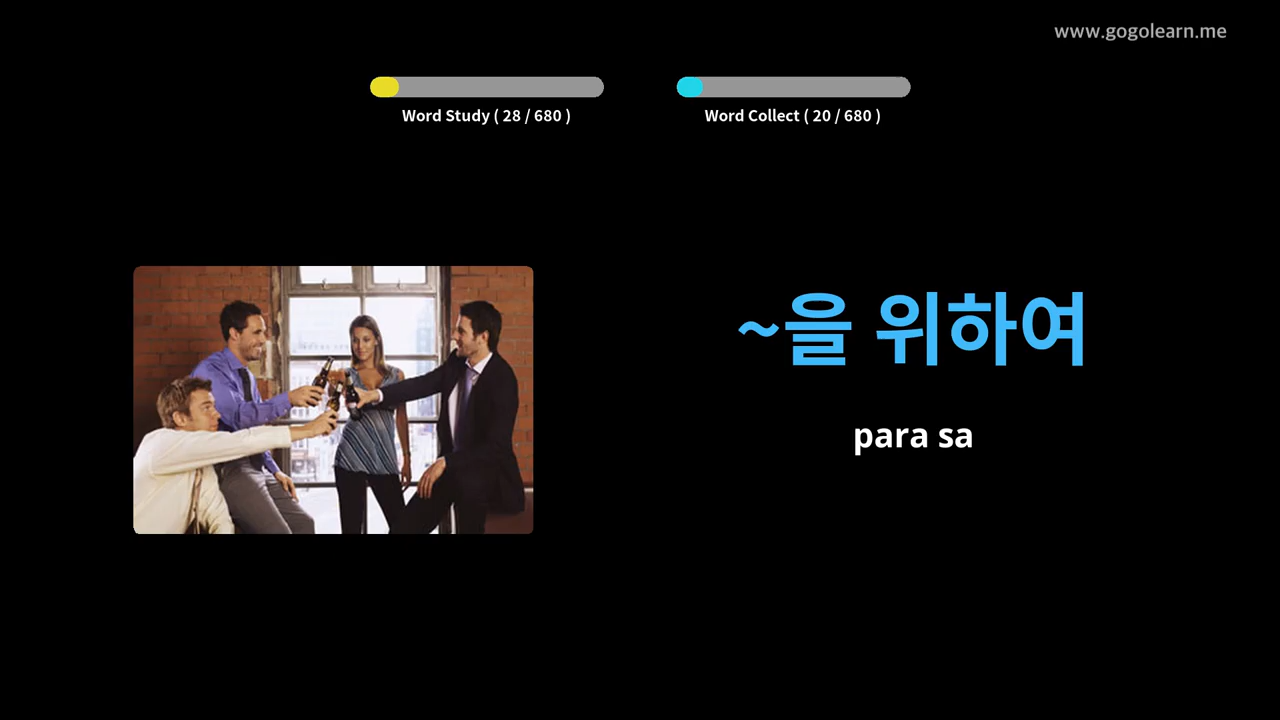 www.gogolearn.me
Word Study ( 28 / 680 )
Word Collect ( 20 / 680 )
~을 위하여
para sa